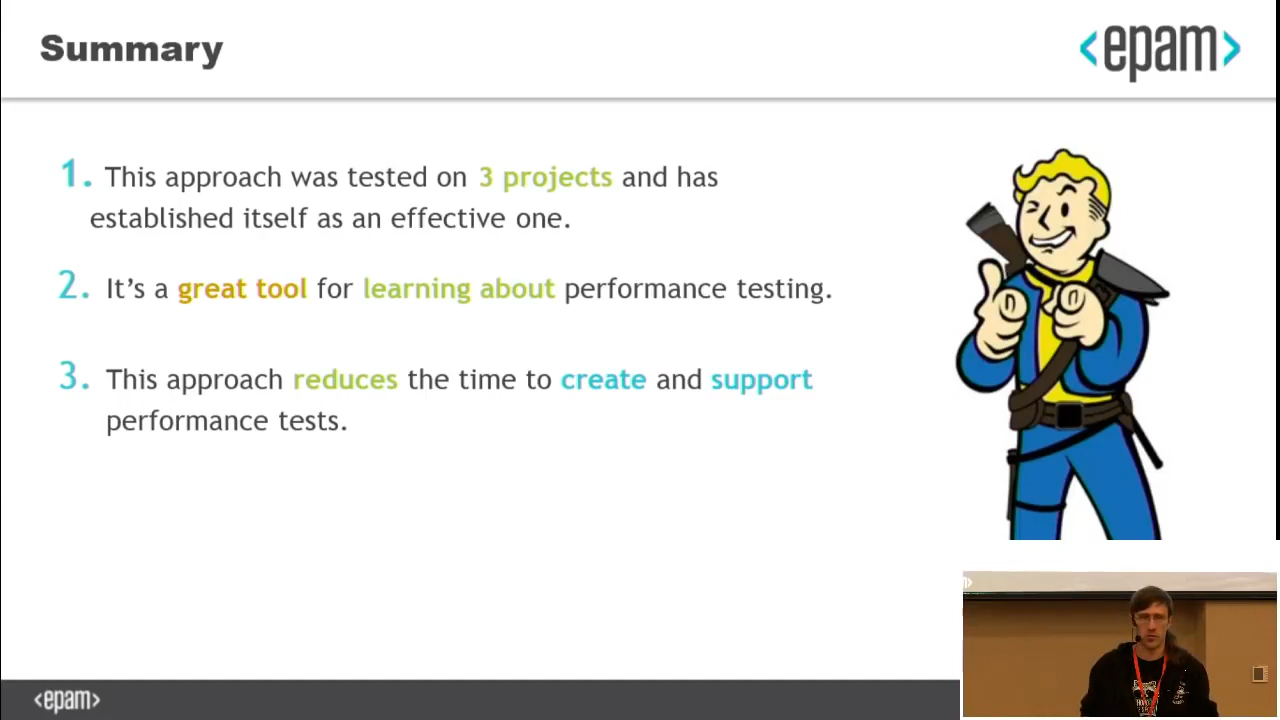 Summary
<epam>
1. This approach was tested on 3 projects and has
established itself as an effective one.
2. It's a great tool for learning about performance testing.
3. This approach reduces the time to create and support
performance tests.
<epam>